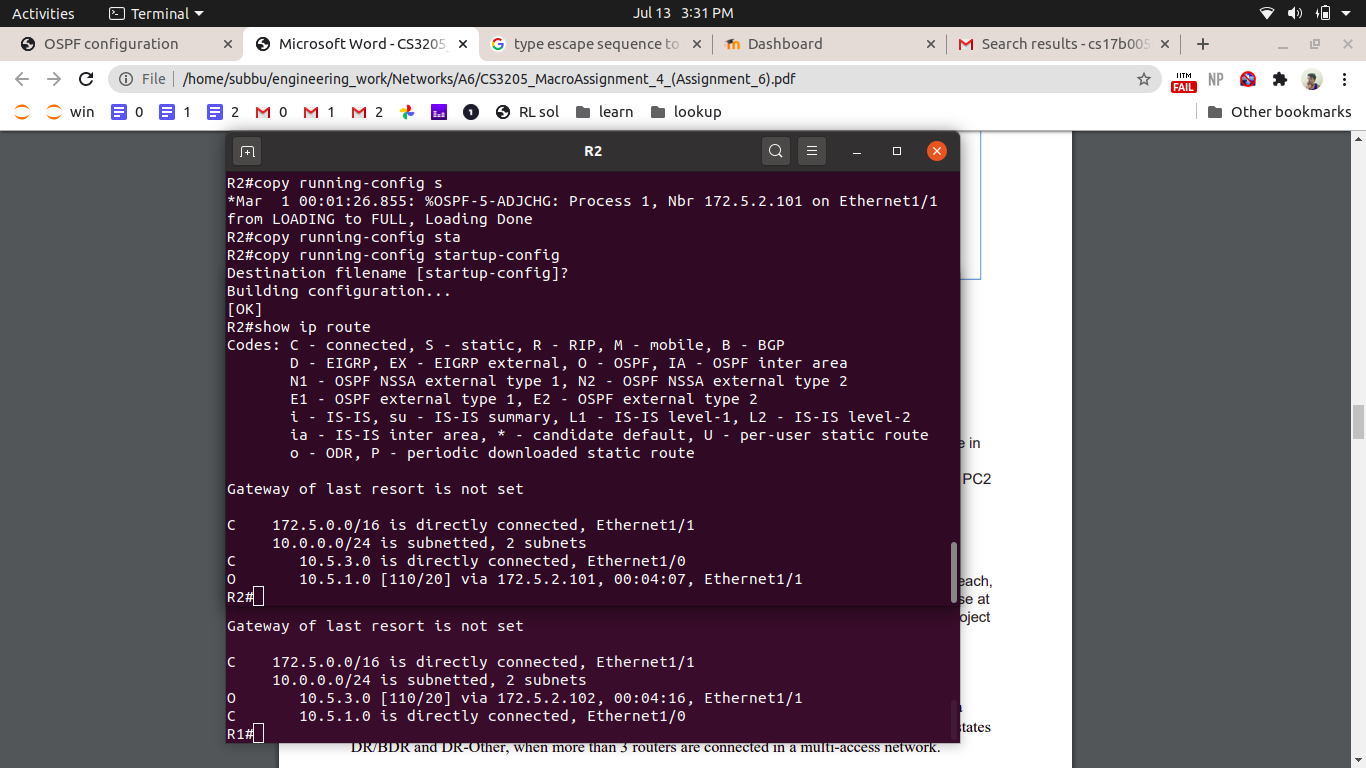 Activities Terminal Jul 13 3:31 PM
OSPF configuration Microsoft Word - CS3205_ type escape sequence to Dashboard Search results - cs17b005
File /home/subbu/engineering_work/Networks/A6/CS3205_MacroAssignment_4_(Assignment_6).pdf IITM FAIL NP
win 0 1 2 0 1 2 1 RL sol learn lookup Other bookmarks
R2
R2#copy running-config s
*Mar  1 00:01:26.855: %OSPF-5-ADJCHG: Process 1, Nbr 172.5.2.101 on Ethernet1/1
from LOADING to FULL, Loading Done
R2#copy running-config sta
R2#copy running-config startup-config
Destination filename [startup-config]?
Building configuration...
[OK]
R2#show ip route
Codes: C - connected, S - static, R - RIP, M - mobile, B - BGP
D - EIGRP, EX - EIGRP external, O - OSPF, IA - OSPF inter area
N1 - OSPF NSSA external type 1, N2 - OSPF NSSA external type 2
E1 - OSPF external type 1, E2 - OSPF external type 2
i - IS-IS, su - IS-IS summary, L1 - IS-IS level-1, L2 - IS-IS level-2
ia - IS-IS inter area, * - candidate default, U - per-user static route
o - ODR, P - periodic downloaded static route
Gateway of last resort is not set
C    172.5.0.0/16 is directly connected, Ethernet1/1
10.0.0.0/24 is subnetted, 2 subnets
C       10.5.3.0 is directly connected, Ethernet1/0
O       10.5.1.0 [110/20] via 172.5.2.101, 00:04:07, Ethernet1/1
R2#
Gateway of last resort is not set
C    172.5.0.0/16 is directly connected, Ethernet1/1
10.0.0.0/24 is subnetted, 2 subnets
O       10.5.3.0 [110/20] via 172.5.2.102, 00:04:16, Ethernet1/1
C       10.5.1.0 is directly connected, Ethernet1/0
R1#
e in
PC2
each,
se at
oject
states
DR/BDR and DR-Other, when more than 3 routers are connected in a multi-access network.